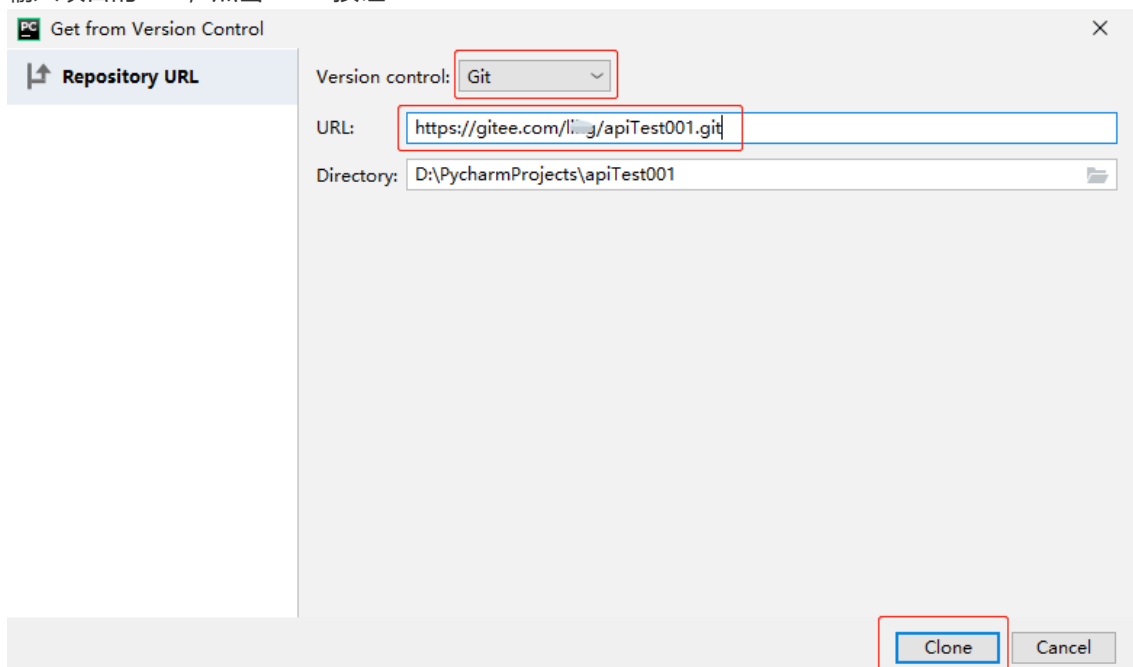 Get from Version Control
Repository URL
Version control: Git
URL: https://gitee.com/ /apiTest001.git
Directory: D:\PycharmProjects\apiTest001
Clone Cancel